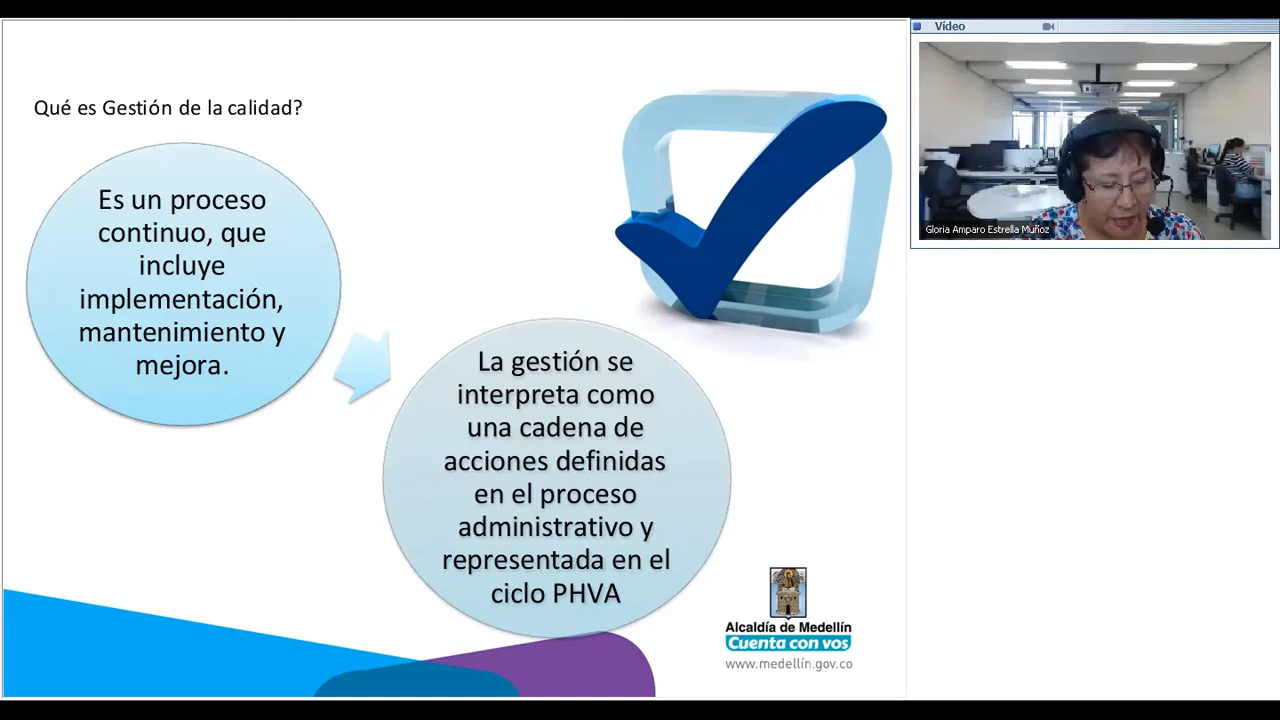 Qué es Gestión de la calidad?
Es un proceso
continuo, que
incluye
implementación,
mantenimiento y
mejora.
La gestión se
interpreta como
una cadena de
acciones definidas
en el proceso
administrativo y
representada en el
ciclo PHVA
Alcaldía de Medellín
Cuenta con vos
www.medellín.gov.co
Vídeo
Gloria Amparo Estrella Muñoz